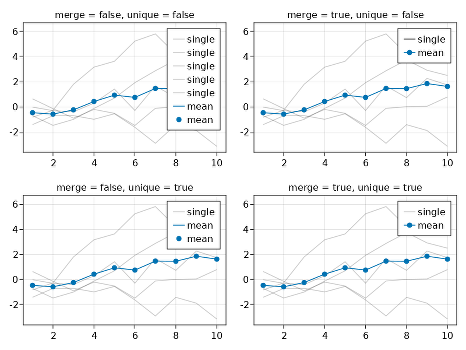 merge = false, unique = false
6
4
2
0
-2
2
4
6
8
10
single
single
single
single
single
mean
mean
merge = true, unique = false
6
4
2
0
-2
2
4
6
8
10
single
mean
merge = false, unique = true
6
4
2
0
-2
2
4
6
8
10
single
mean
mean
merge = true, unique = true
6
4
2
0
-2
2
4
6
8
10
single
mean